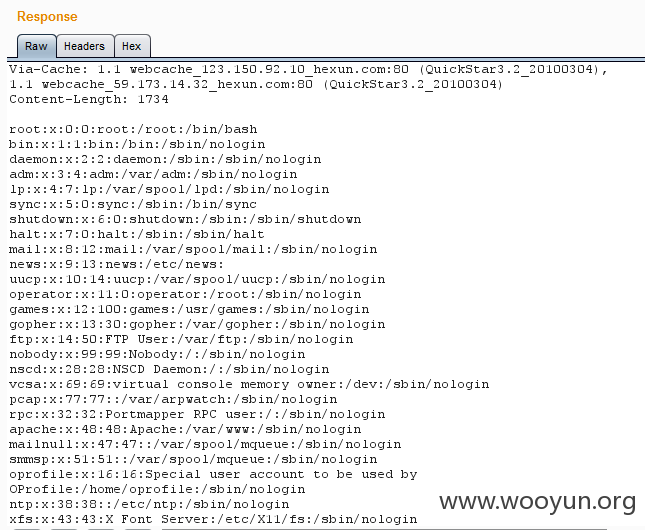 Response
Raw Headers Hex
Via-Cache: 1.1 webcache_123.150.92.10_hexun.com:80 (QuickStar3.2_20100304),
1.1 webcache_59.173.14.32_hexun.com:80 (QuickStar3.2_20100304)
Content-Length: 1734
root:x:0:0:root:/root:/bin/bash
bin:x:1:1:bin:/bin:/sbin/nologin
daemon:x:2:2:daemon:/sbin:/sbin/nologin
adm:x:3:4:adm:/var/adm:/sbin/nologin
lp:x:4:7:lp:/var/spool/lpd:/sbin/nologin
sync:x:5:0:sync:/sbin:/bin/sync
shutdown:x:6:0:shutdown:/sbin:/sbin/shutdown
halt:x:7:0:halt:/sbin:/sbin/halt
mail:x:8:12:mail:/var/spool/mail:/sbin/nologin
news:x:9:13:news:/etc/news:
uucp:x:10:14:uucp:/var/spool/uucp:/sbin/nologin
operator:x:11:0:operator:/root:/sbin/nologin
games:x:12:100:games:/usr/games:/sbin/nologin
gopher:x:13:30:gopher:/var/gopher:/sbin/nologin
ftp:x:14:50:FTP User:/var/ftp:/sbin/nologin
nobody:x:99:99:Nobody:/:/sbin/nologin
nscd:x:28:28:NSCD Daemon:/:/sbin/nologin
vcsa:x:69:69:virtual console memory owner:/dev:/sbin/nologin
pcap:x:77:77::/var/arpwatch:/sbin/nologin
rpc:x:32:32:Portmapper RPC user:/:/sbin/nologin
apache:x:48:48:Apache:/var/www:/sbin/nologin
mailnull:x:47:47::/var/spool/mqueue:/sbin/nologin
smmsp:x:51:51::/var/spool/mqueue:/sbin/nologin
oprofile:x:16:16:Special user account to be used by
OProfile:/home/oprofile:/sbin/nologin
ntp:x:38:38::/etc/ntp:/sbin/nologin
xfs:x:43:43:X Font Server:/etc/X11/fs:/sbin/nologin
www.wooyun.org